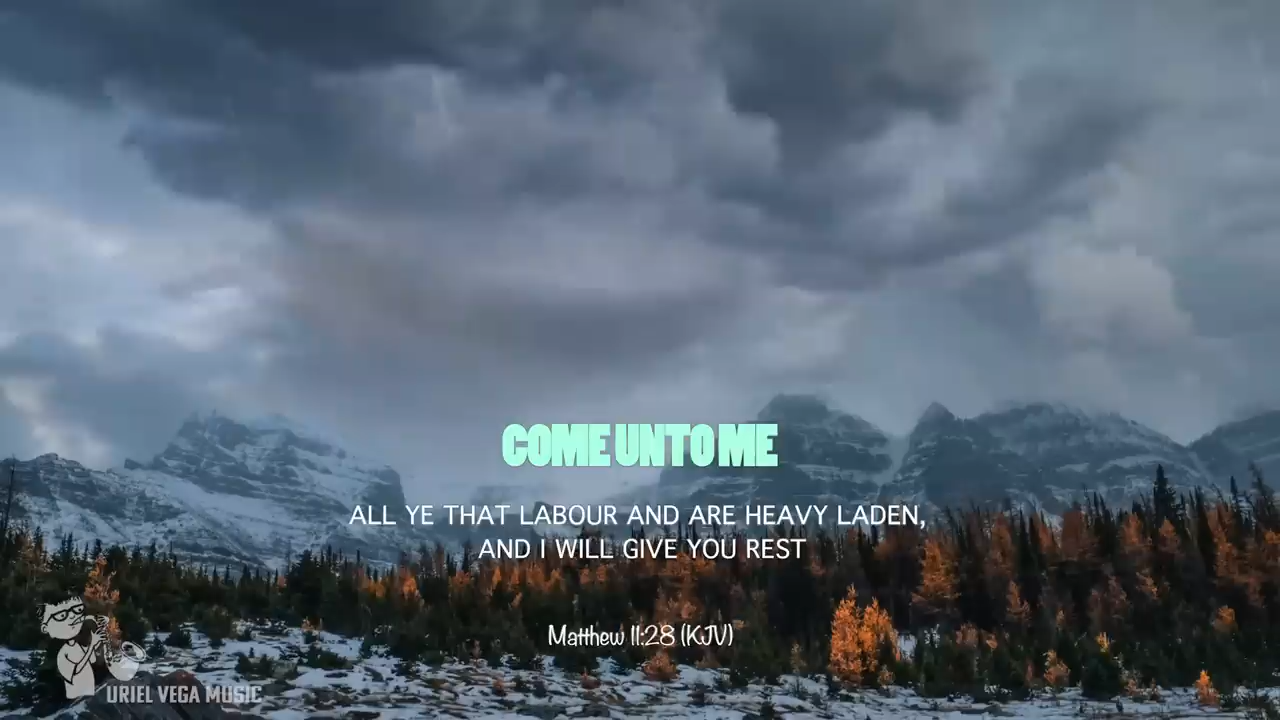 COME UNTO ME
ALL YE THAT LABOUR AND ARE HEAVY LADEN,
AND I WILL GIVE YOU REST
Matthew 11:28 (KJV)
URIEL VEGA MUSIC